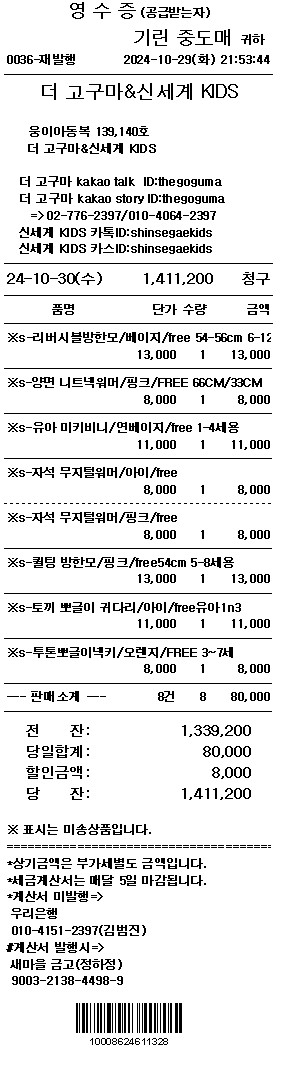 영 수 증 (공급받는자)
기린 중도매 귀하
0036-재발행 2024-10-29(화) 21:53:44
더 고구마&신세계 KIDS
웅이아동복 139,140호
더 고구마&신세계 KIDS
더 고구마 kakao talk ID:thegoguma
더 고구마 kakao story ID:thegoguma
=>02-776-2397/010-4064-2397
신세계 KIDS 카톡ID:shinsegaekids
신세계 KIDS 카스ID:shinsegaekids
24-10-30(수) 1,411,200 청구
품명 단가 수량 금액
※s-리버시블방한모/베이지/free 54-56cm 6-12
13,000 1 13,000
※s-양면 니트넥워머/핑크/FREE 66CM/33CM
8,000 1 8,000
※s-유아 미키비니/연베이지/free 1-4세용
11,000 1 11,000
※s-자석 무지털워머/아이/free
8,000 1 8,000
※s-자석 무지털워머/핑크/free
8,000 1 8,000
※s-퀼팅 방한모/핑크/free54cm 5-8세용
13,000 1 13,000
※s-토끼 뽀글이 귀다리/아이/free유아1n3
11,000 1 11,000
※s-투톤뽀글이넥키/오렌지/FREE 3~7세
8,000 1 8,000
--- 판매소계 --- 8건 8 80,000
전 잔: 1,339,200
당일합계: 80,000
할인금액: 8,000
당 잔: 1,411,200
※ 표시는 미송상품입니다.
======================================
*상기금액은 부가세별도 금액입니다.
*세금계산서는 매달 5일 마감됩니다.
*계산서 미발행=>
우리은행
010-4151-2397(김범진)
#계산서 발행시=>
새마을 금고(정하정)
9003-2138-4498-9
10008624611328